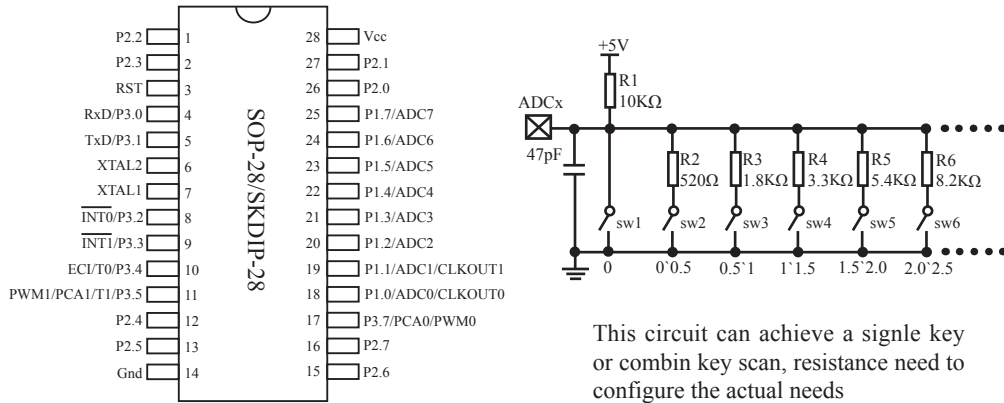 P2.2 1
P2.3 2
RST 3
RxD/P3.0 4
TxD/P3.1 5
XTAL2 6
XTAL1 7
INT0/P3.2 8
INT1/P3.3 9
ECI/T0/P3.4 10
PWM1/PCA1/T1/P3.5 11
P2.4 12
P2.5 13
Gnd 14
SOP-28/SKDIP-28
28 Vcc
27 P2.1
26 P2.0
25 P1.7/ADC7
24 P1.6/ADC6
23 P1.5/ADC5
22 P1.4/ADC4
21 P1.3/ADC3
20 P1.2/ADC2
19 P1.1/ADC1/CLKOUT1
18 P1.0/ADC0/CLKOUT0
17 P3.7/PCA0/PWM0
16 P2.7
15 P2.6
+5V
R1
10KΩ
ADCx
47pF
R2
520Ω
R3
1.8KΩ
R4
3.3KΩ
R5
5.4KΩ
R6
8.2KΩ
sw1 sw2 sw3 sw4 sw5 sw6
0 0`0.5 0.5`1 1`1.5 1.5`2.0 2.0`2.5
This circuit can achieve a signle key
or combin key scan, resistance need to
configure the actual needs